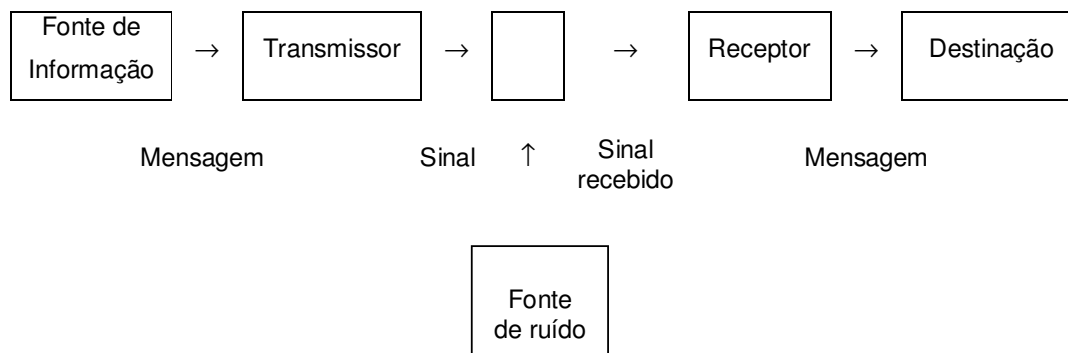 Fonte de
Informação
→
Transmissor
→
→
Receptor
→
Destinação
Mensagem
Sinal
↑
Sinal
recebido
Mensagem
Fonte
de ruído